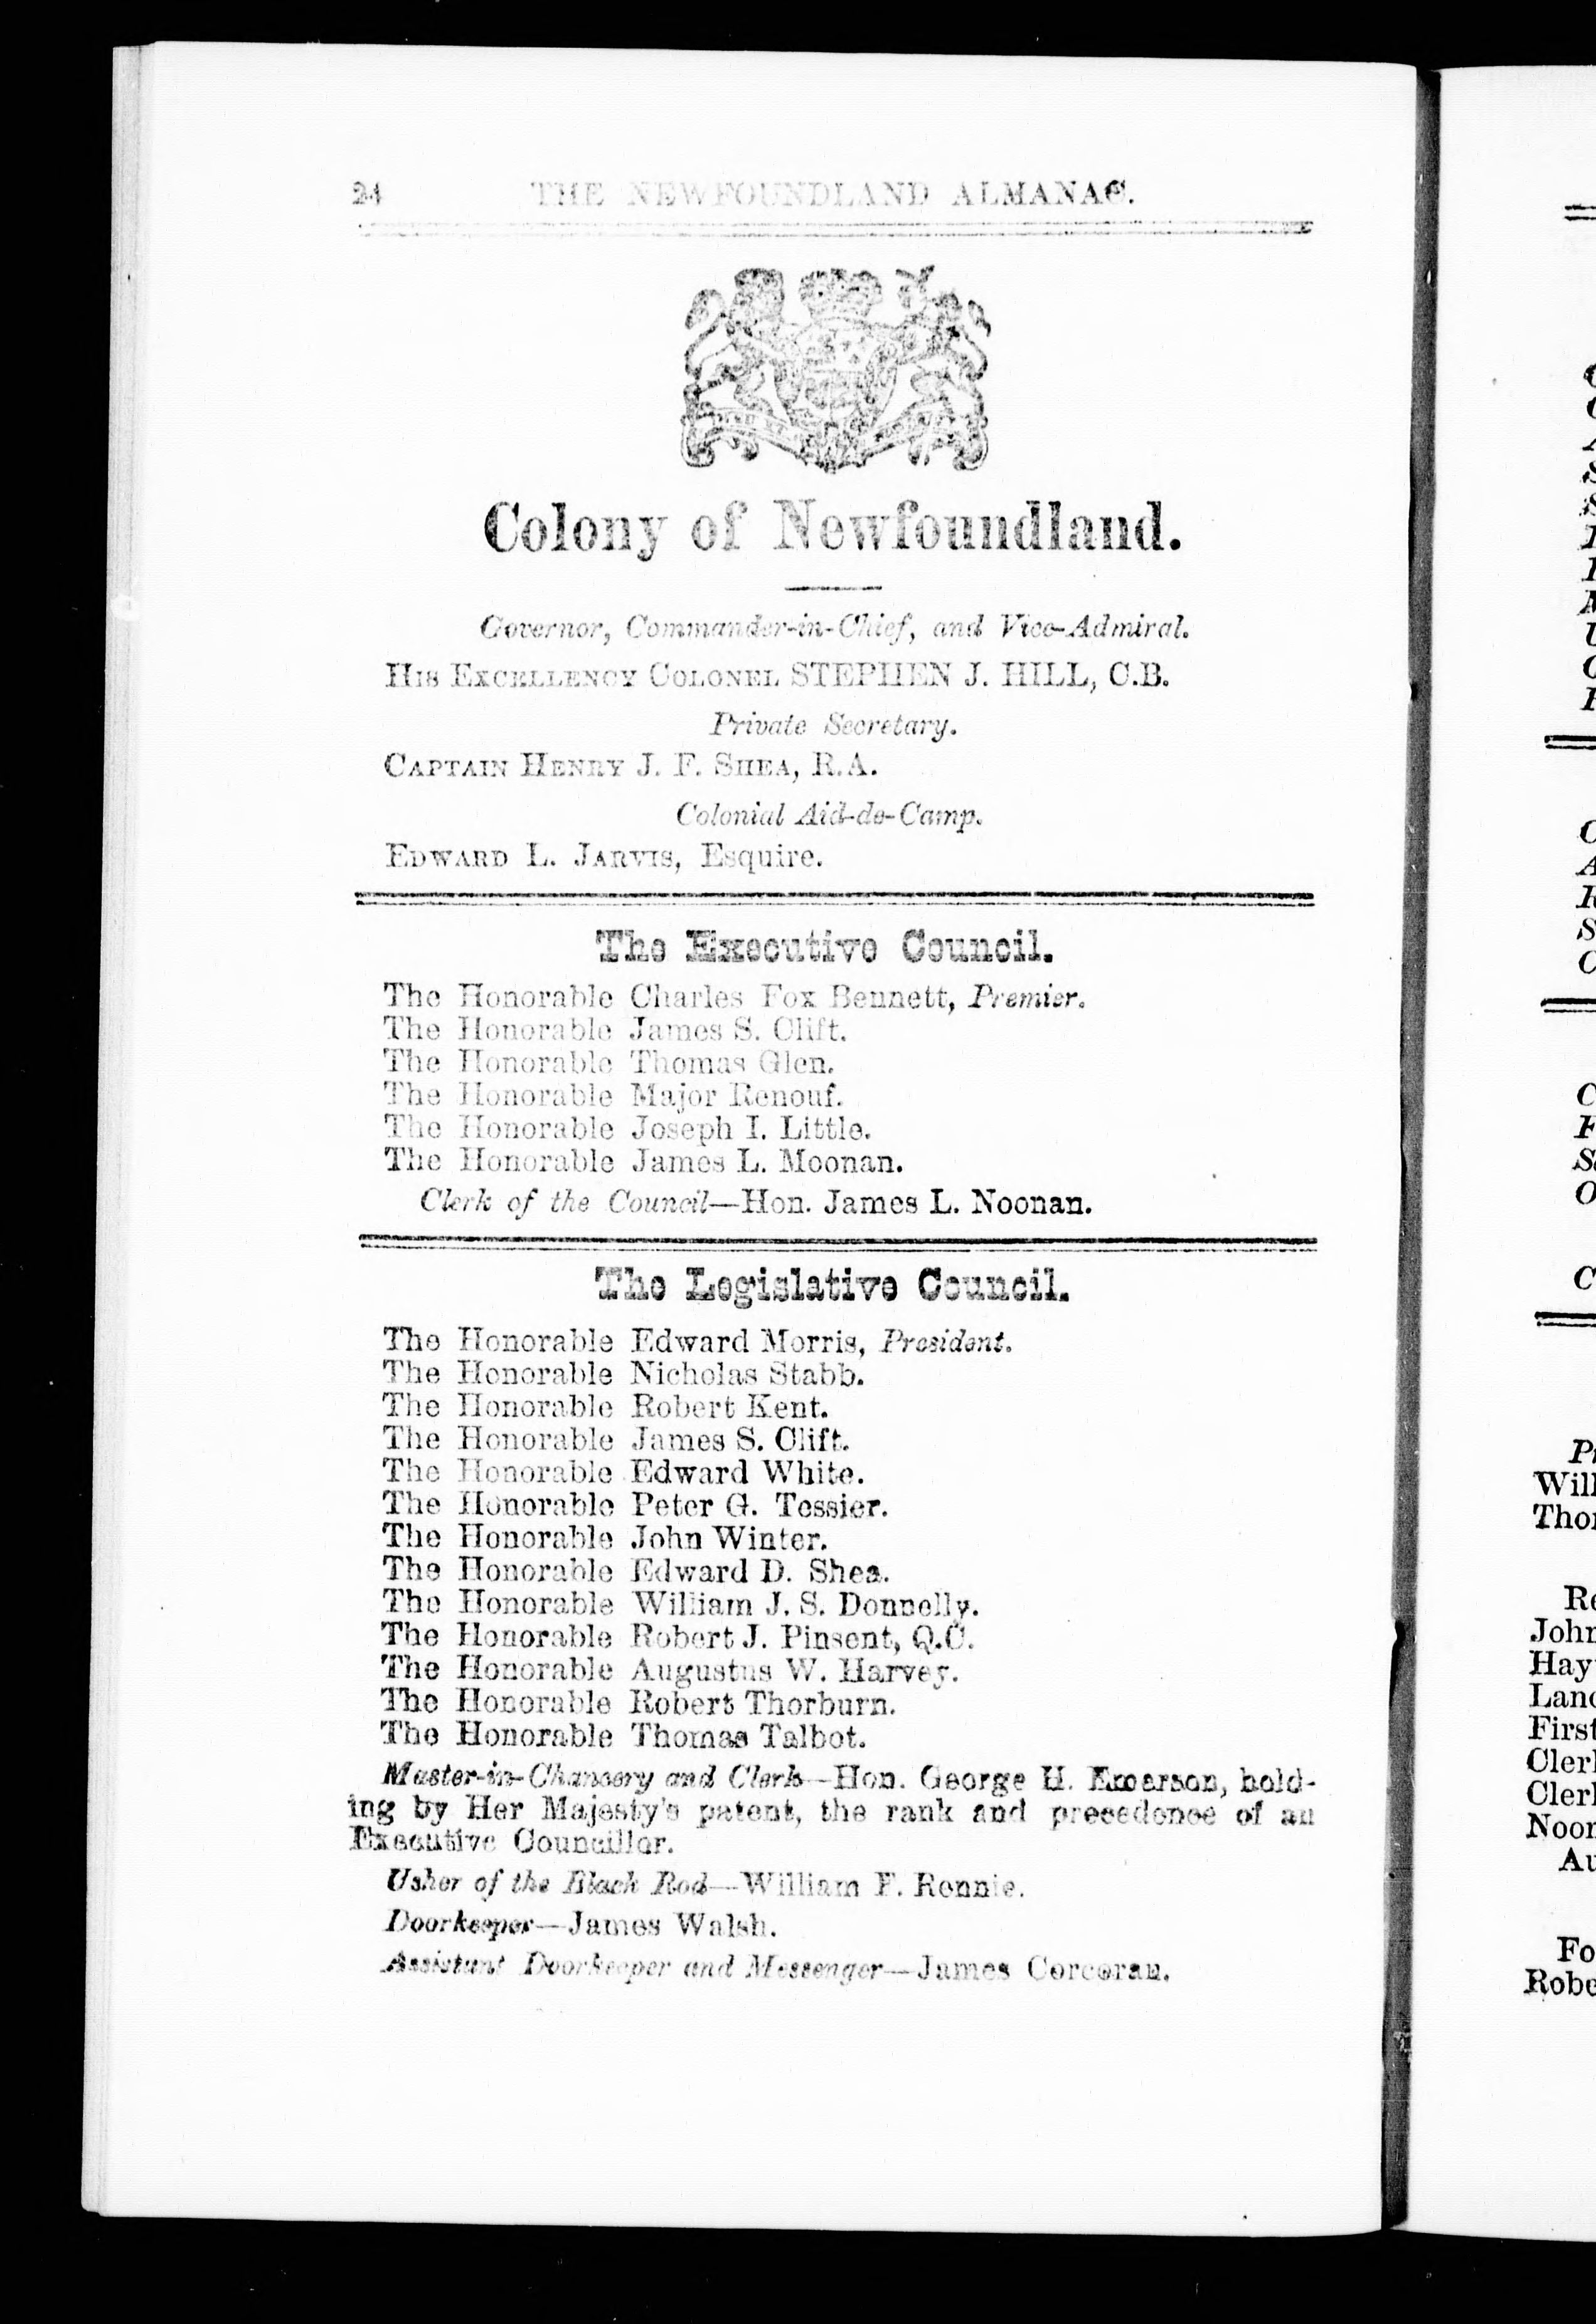 24 THE NEWFOUNDLAND ALMANAC.
Colony of Newfoundland.
Governor, Commander-in-Chief, and Vice-Admiral.
HIS EXCELLENCY COLONEL STEPHEN J. HILL, C.B.
Private Secretary.
CAPTAIN HENRY J. F. SHEA, R.A.
Colonial Aid-de-Camp.
EDWARD L. JARVIS, Esquire.
The Executive Council.
The Honorable Charles Fox Bennett, Premier.
The Honorable James S. Clift.
The Honorable Thomas Glen.
The Honorable Major Renouf.
The Honorable Joseph I. Little.
The Honorable James L. Moonan.
Clerk of the Council—Hon. James L. Noonan.
The Legislative Council.
The Honorable Edward Morris, President.
The Honorable Nicholas Stabb.
The Honorable Robert Kent.
The Honorable James S. Clift.
The Honorable Edward White.
The Honorable Peter G. Tessier.
The Honorable John Winter.
The Honorable Edward D. Shea.
The Honorable William J. S. Donnelly.
The Honorable Robert J. Pinsent, Q.C.
The Honorable Augustus W. Harvey.
The Honorable Robert Thorburn.
The Honorable Thomas Talbot.
Master-in-Chancery and Clerk—Hon. George H. Emerson, hold-
ing by Her Majesty's patent, the rank and precedence of an
Executive Councillor.
Usher of the Black Rod—William F. Rennie.
Doorkeeper—James Walsh.
Assistant Doorkeeper and Messenger—James Corcoran.